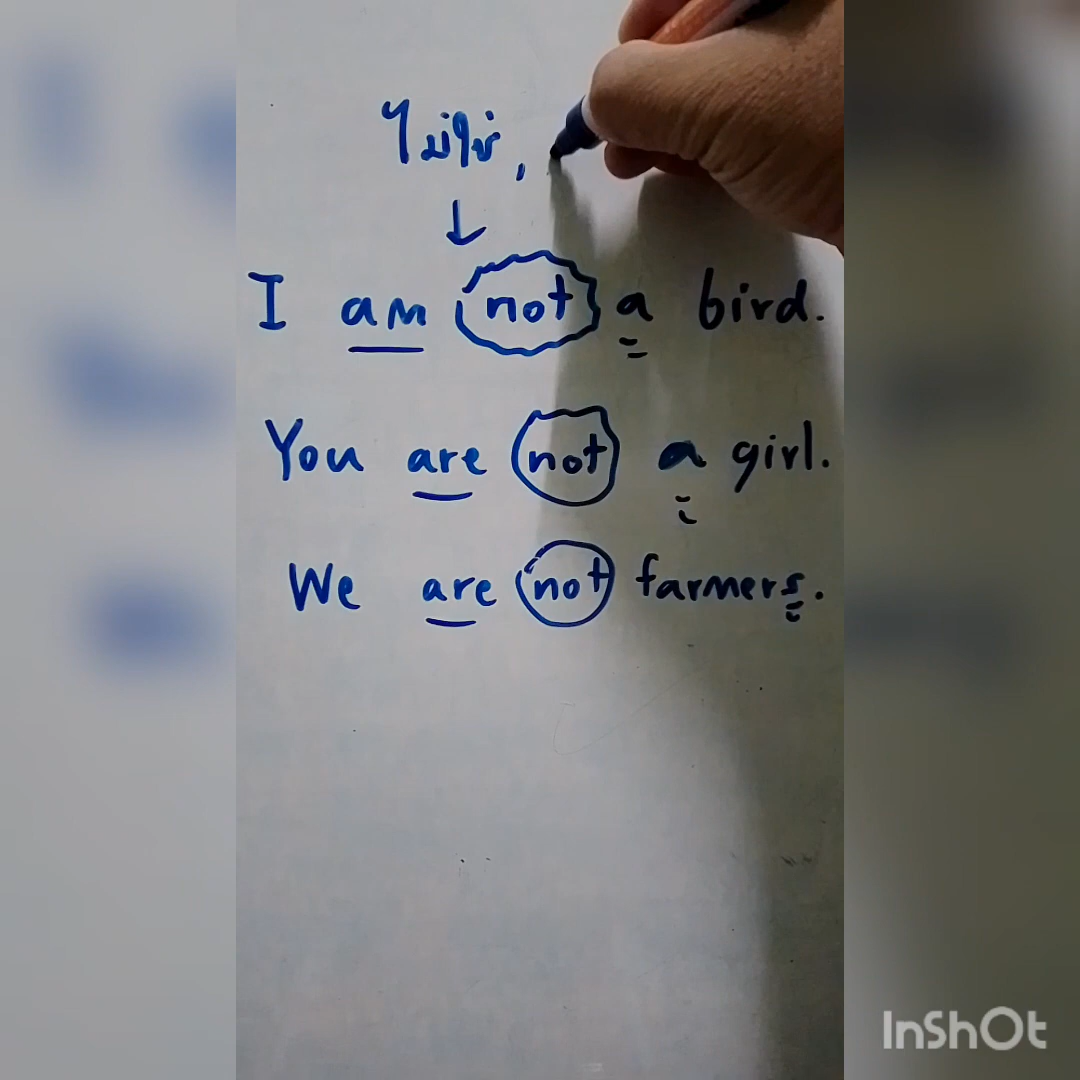 ไม่ใช่,
I am not a bird.
You are not a girl.
We are not farmers.
InShOt